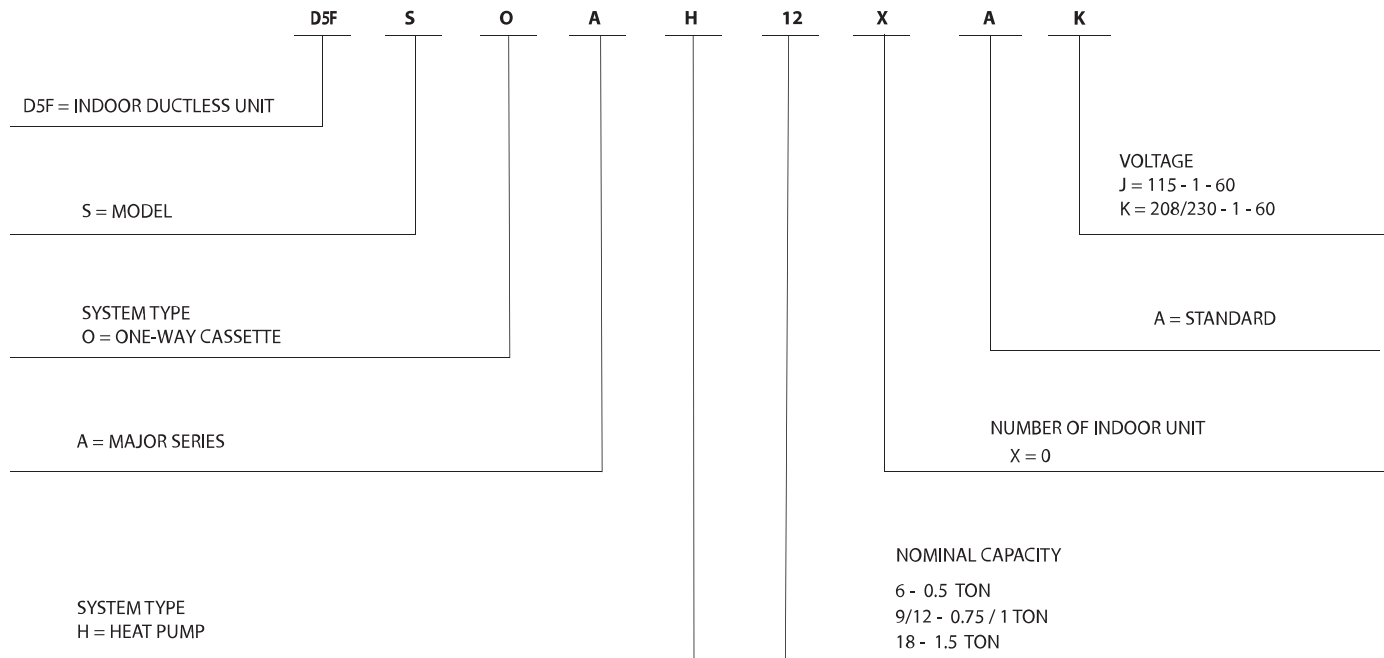 D5F S O A H 12 X A K
D5F = INDOOR DUCTLESS UNIT
S = MODEL
SYSTEM TYPE
O = ONE-WAY CASSETTE
A = MAJOR SERIES
SYSTEM TYPE
H = HEAT PUMP
VOLTAGE
J = 115 - 1 - 60
K = 208/230 - 1 - 60
A = STANDARD
NUMBER OF INDOOR UNIT
X = 0
NOMINAL CAPACITY
6 - 0.5 TON
9/12 - 0.75 / 1 TON
18 - 1.5 TON